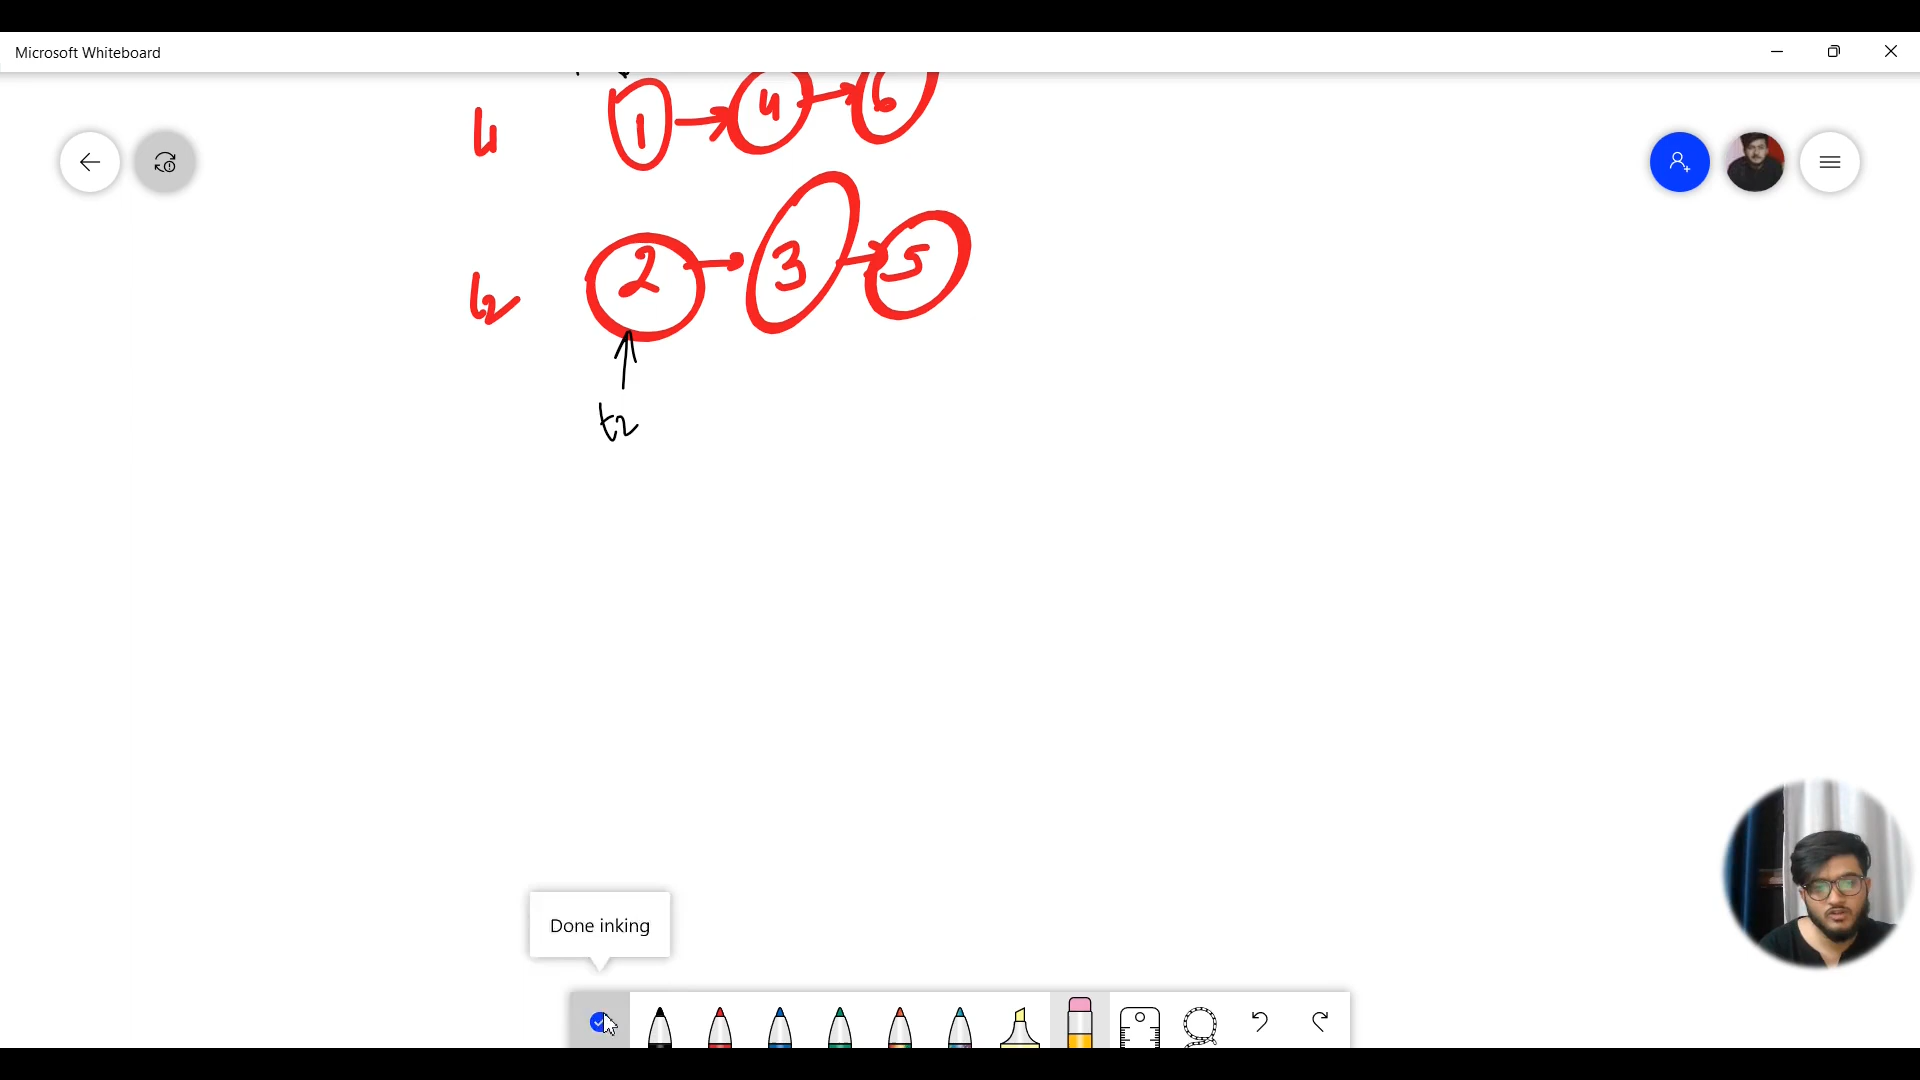 Microsoft Whiteboard
l1 1 → 4 → 6
l2 2 → 3 → 5
t2
Done inking